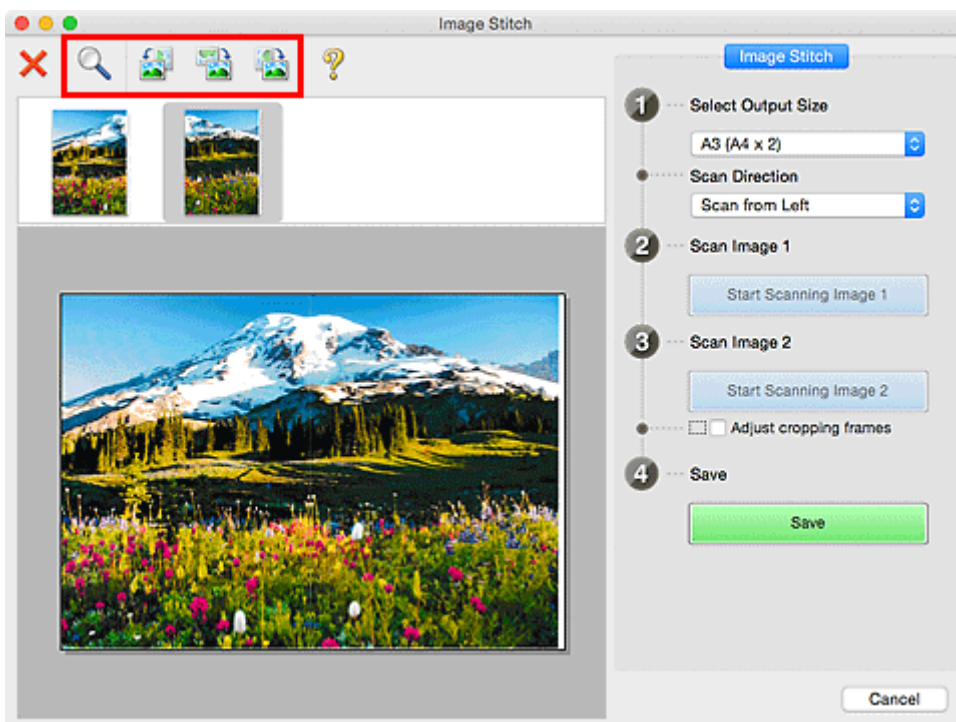 Image Stitch
Image Stitch
1 Select Output Size
A3 (A4 x 2)
Scan Direction
Scan from Left
2 Scan Image 1
Start Scanning Image 1
3 Scan Image 2
Start Scanning Image 2
Adjust cropping frames
4 Save
Save
Cancel